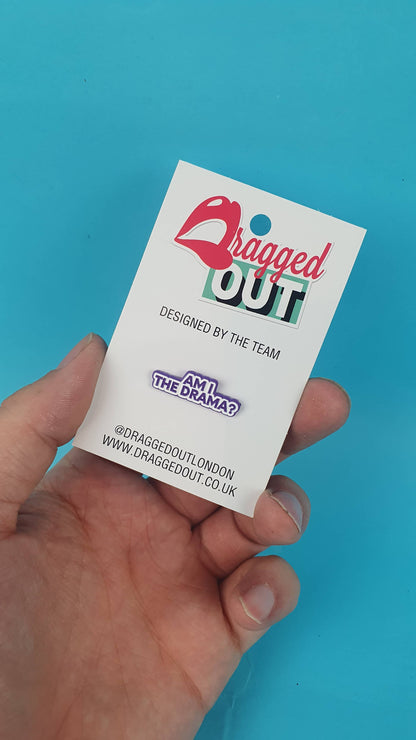 Dragged
OUT
DESIGNED BY THE TEAM
AM I
THE DRAMA?
@DRAGGEDOUTLONDON
WWW.DRAGGEDOUT.CO.UK